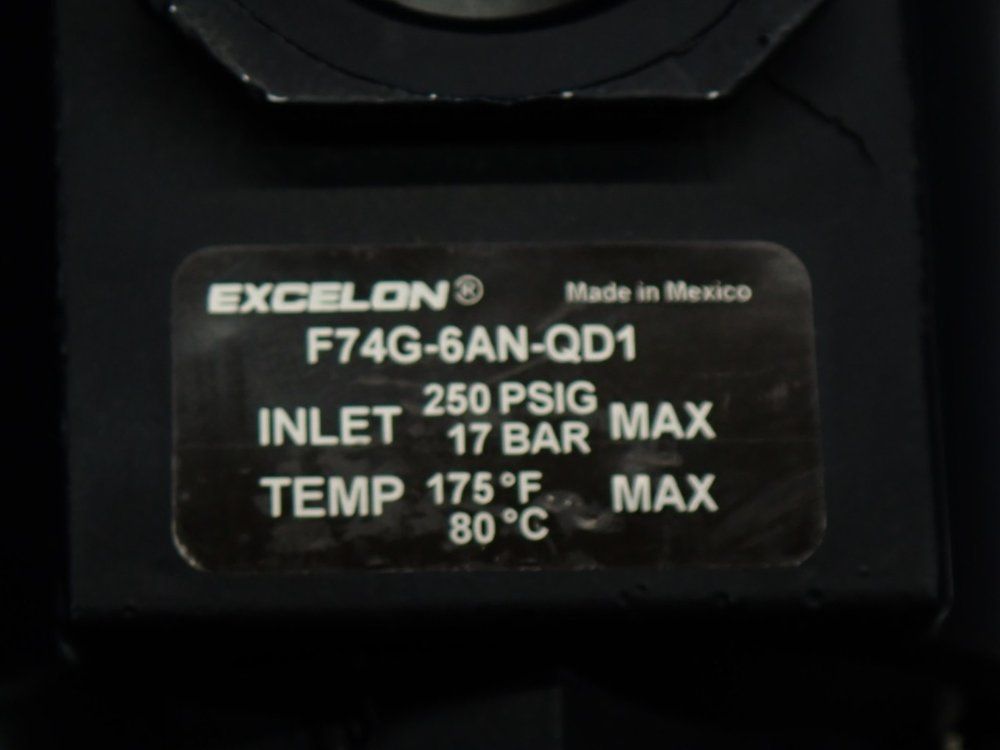 EXCELON® Made in Mexico
F74G-6AN-QD1
INLET 250 PSIG 17 BAR MAX
TEMP 175°F 80°C MAX